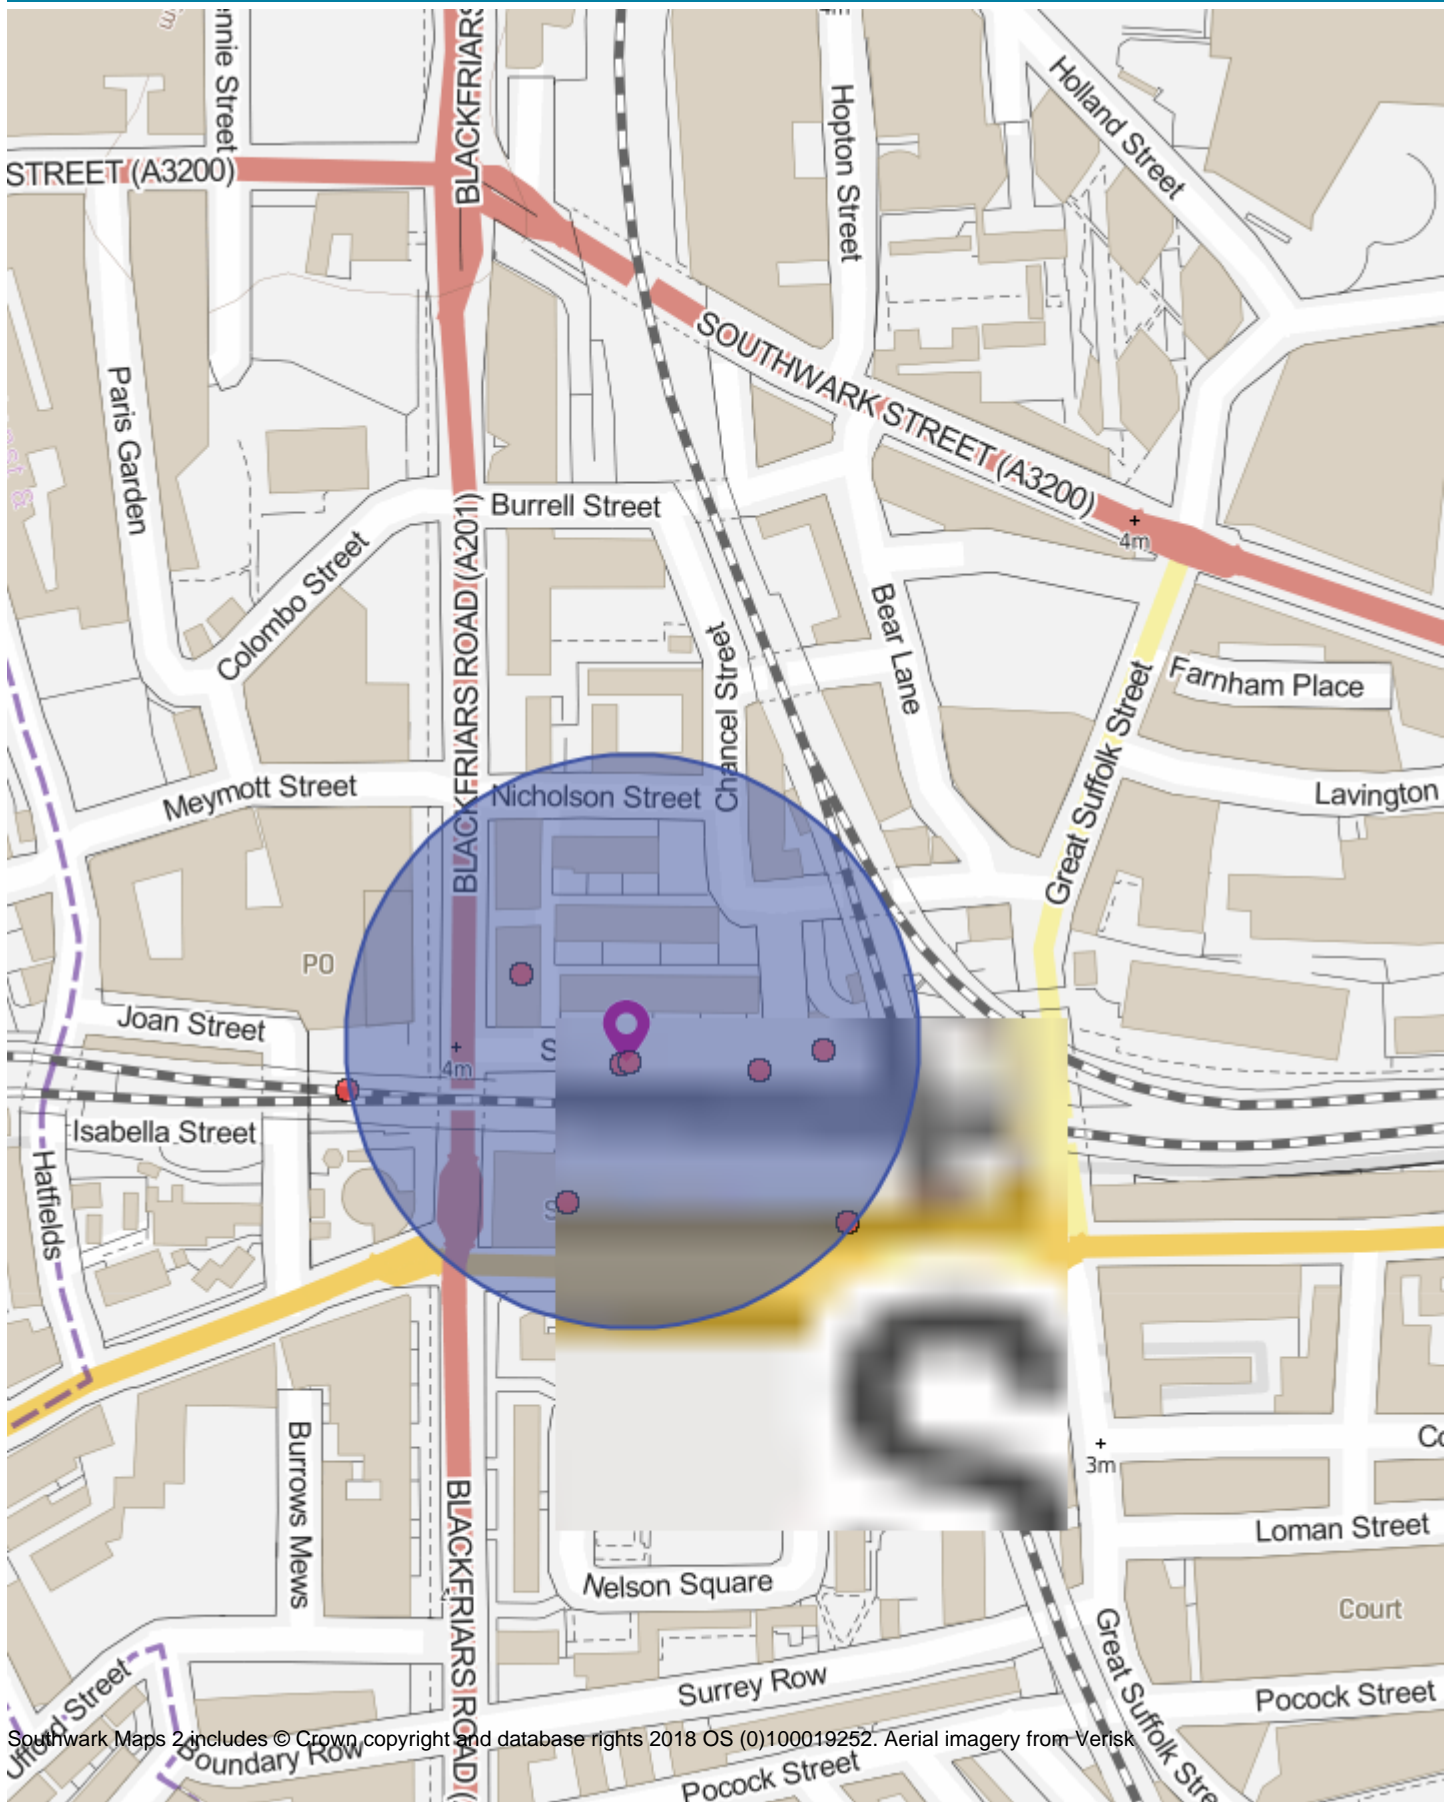 nnie Street
BLACKFRIARS
4m
Holland Street
Hopton Street
STREET (A3200)
SOUTHWARK STREET (A3200)
Paris Garden
Burrell Street
BLACKFRIARS ROAD (A201)
4m
Colombo Street
Bear Lane
Chancel Street
Farnham Place
Great Suffolk Street
Meymott Street
Nicholson Street
Lavington
PO
Joan Street
S
4m
Isabella Street
Hatfields
S
Burrows Mews
3m
Co
Loman Street
BLACKFRIARS ROAD (
Nelson Square
Court
Great Suffolk Stre
Surrey Row
Ufford Street
Pocock Street
Southwark Maps 2 includes © Crown copyright and database rights 2018 OS (0)100019252. Aerial imagery from Verisk
Boundary Row
Pocock Street